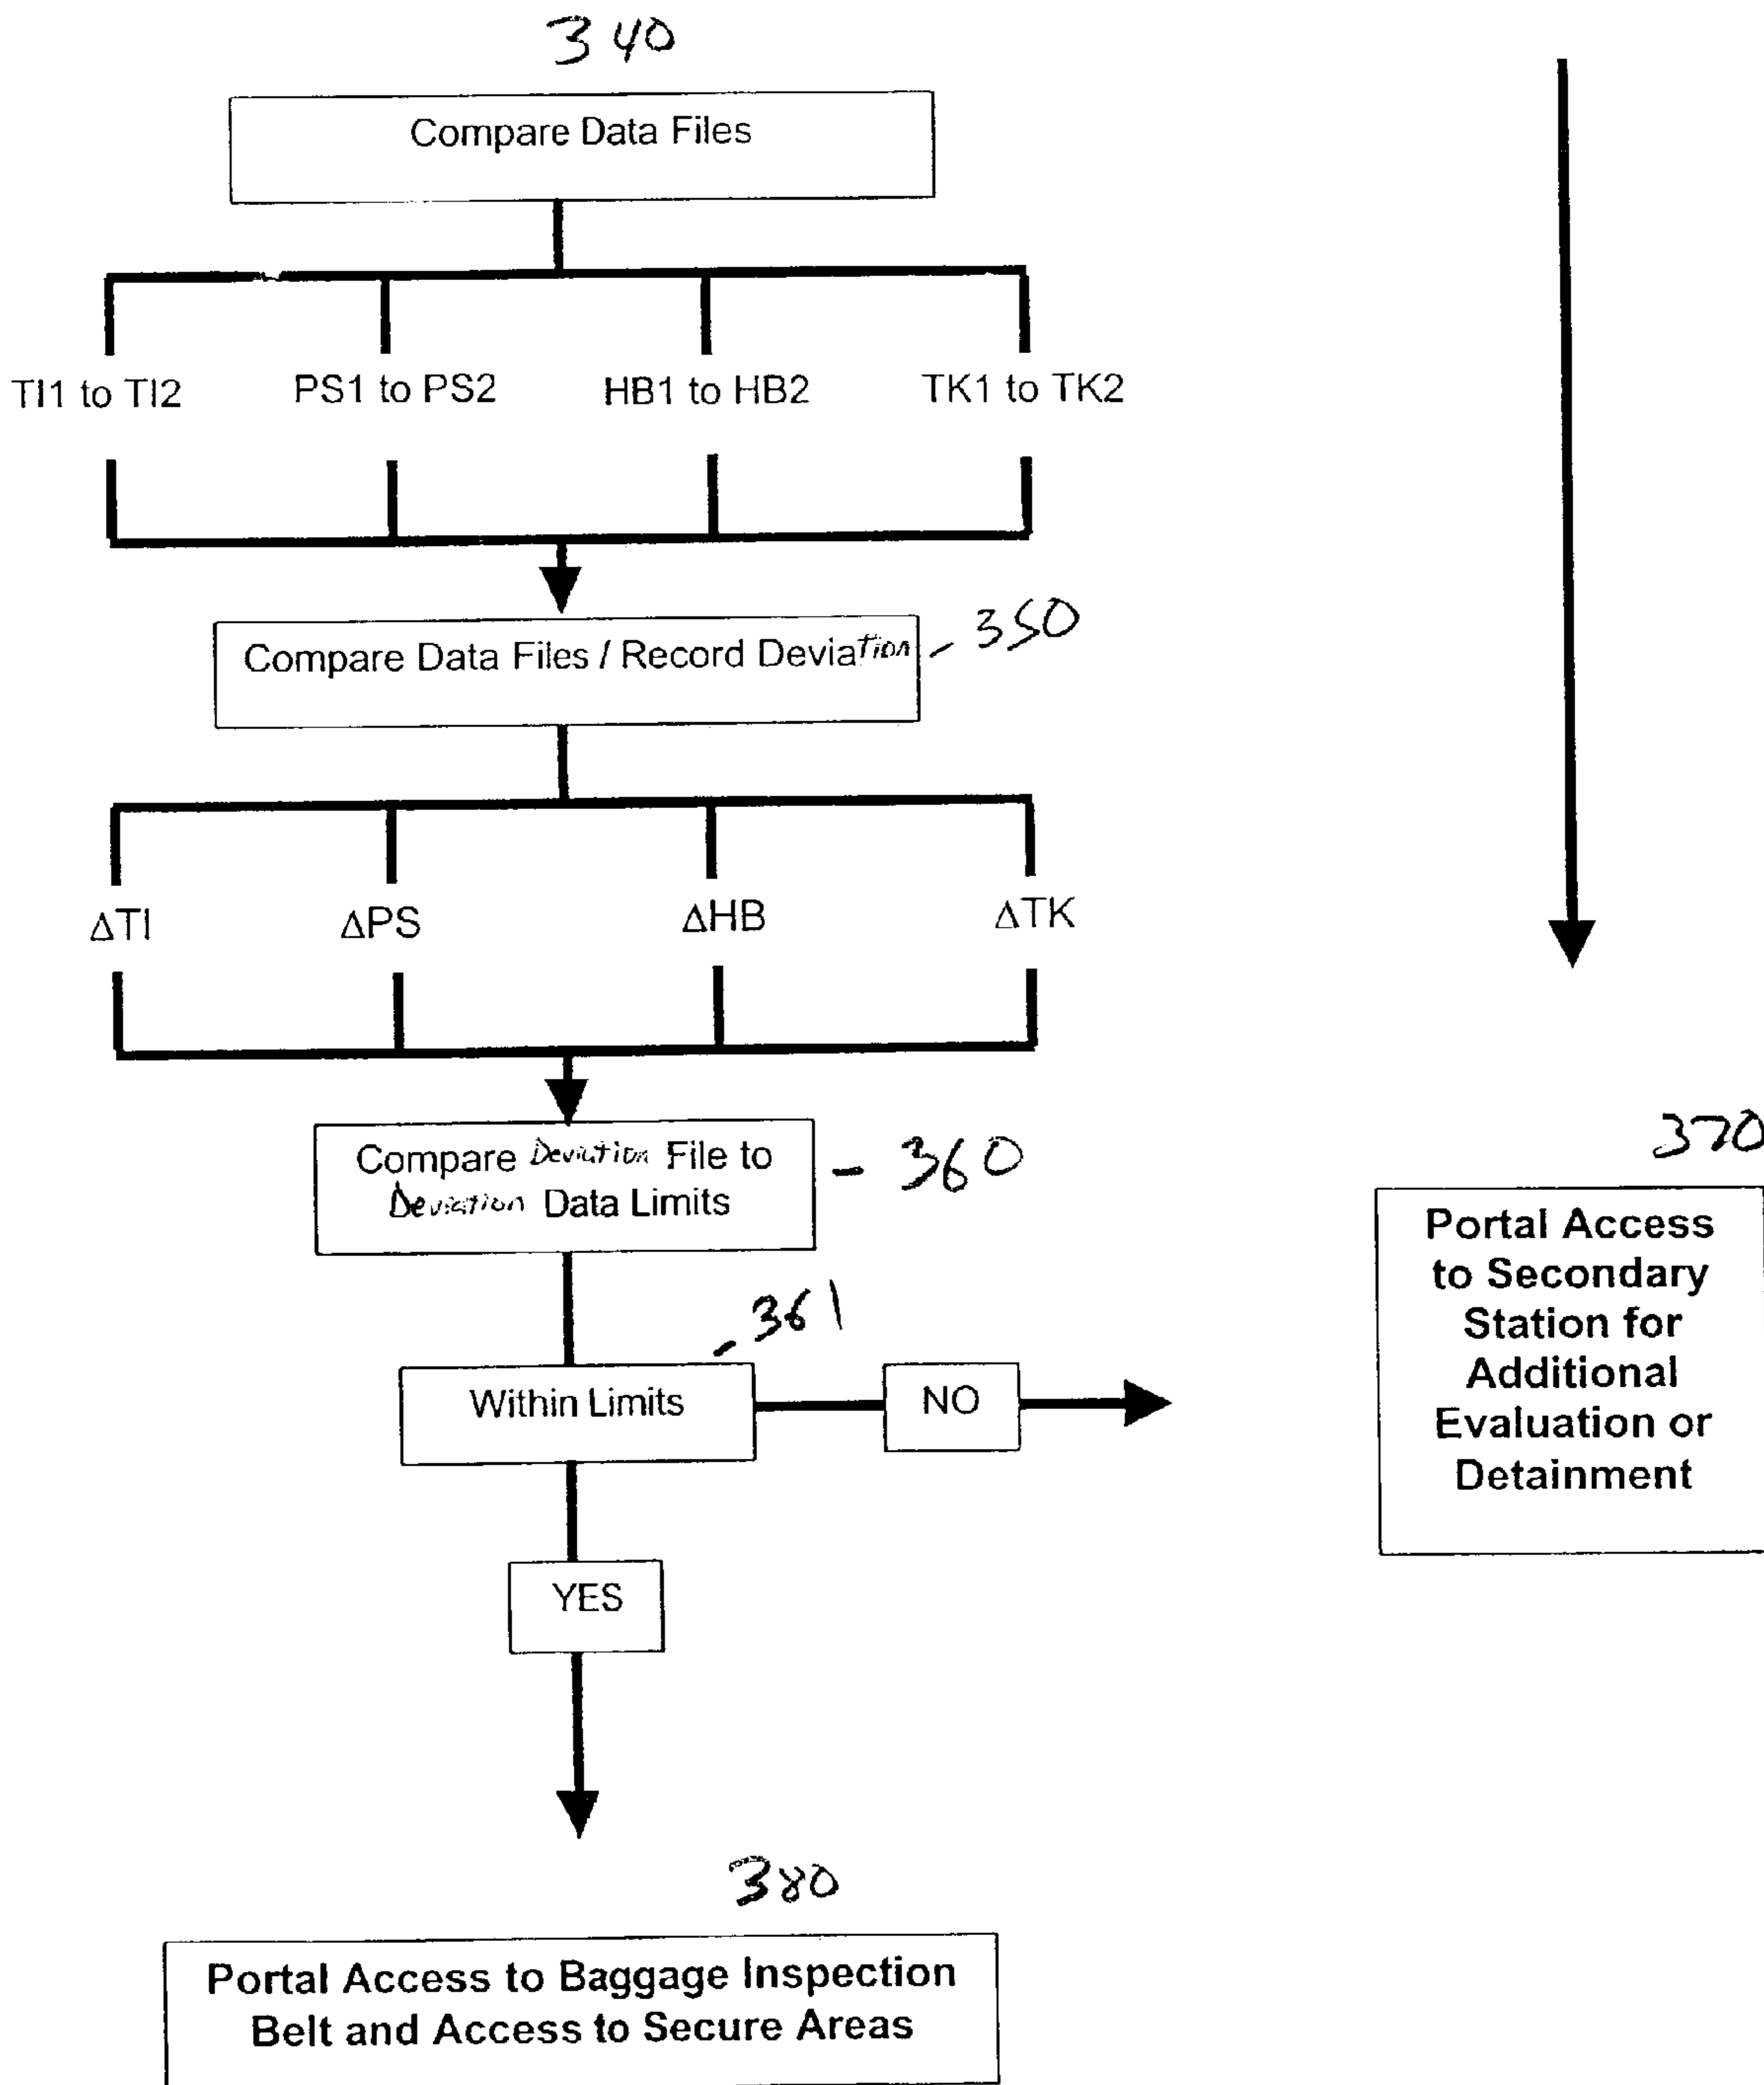 340
Compare Data Files
TI1 to TI2 PS1 to PS2 HB1 to HB2 TK1 to TK2
Compare Data Files / Record Deviation - 350
ΔTI ΔPS ΔHB ΔTK
Compare Deviation File to
Deviation Data Limits
- 360
- 361
Within Limits
NO
YES
370
Portal Access
to Secondary
Station for
Additional
Evaluation or
Detainment
380
Portal Access to Baggage Inspection
Belt and Access to Secure Areas